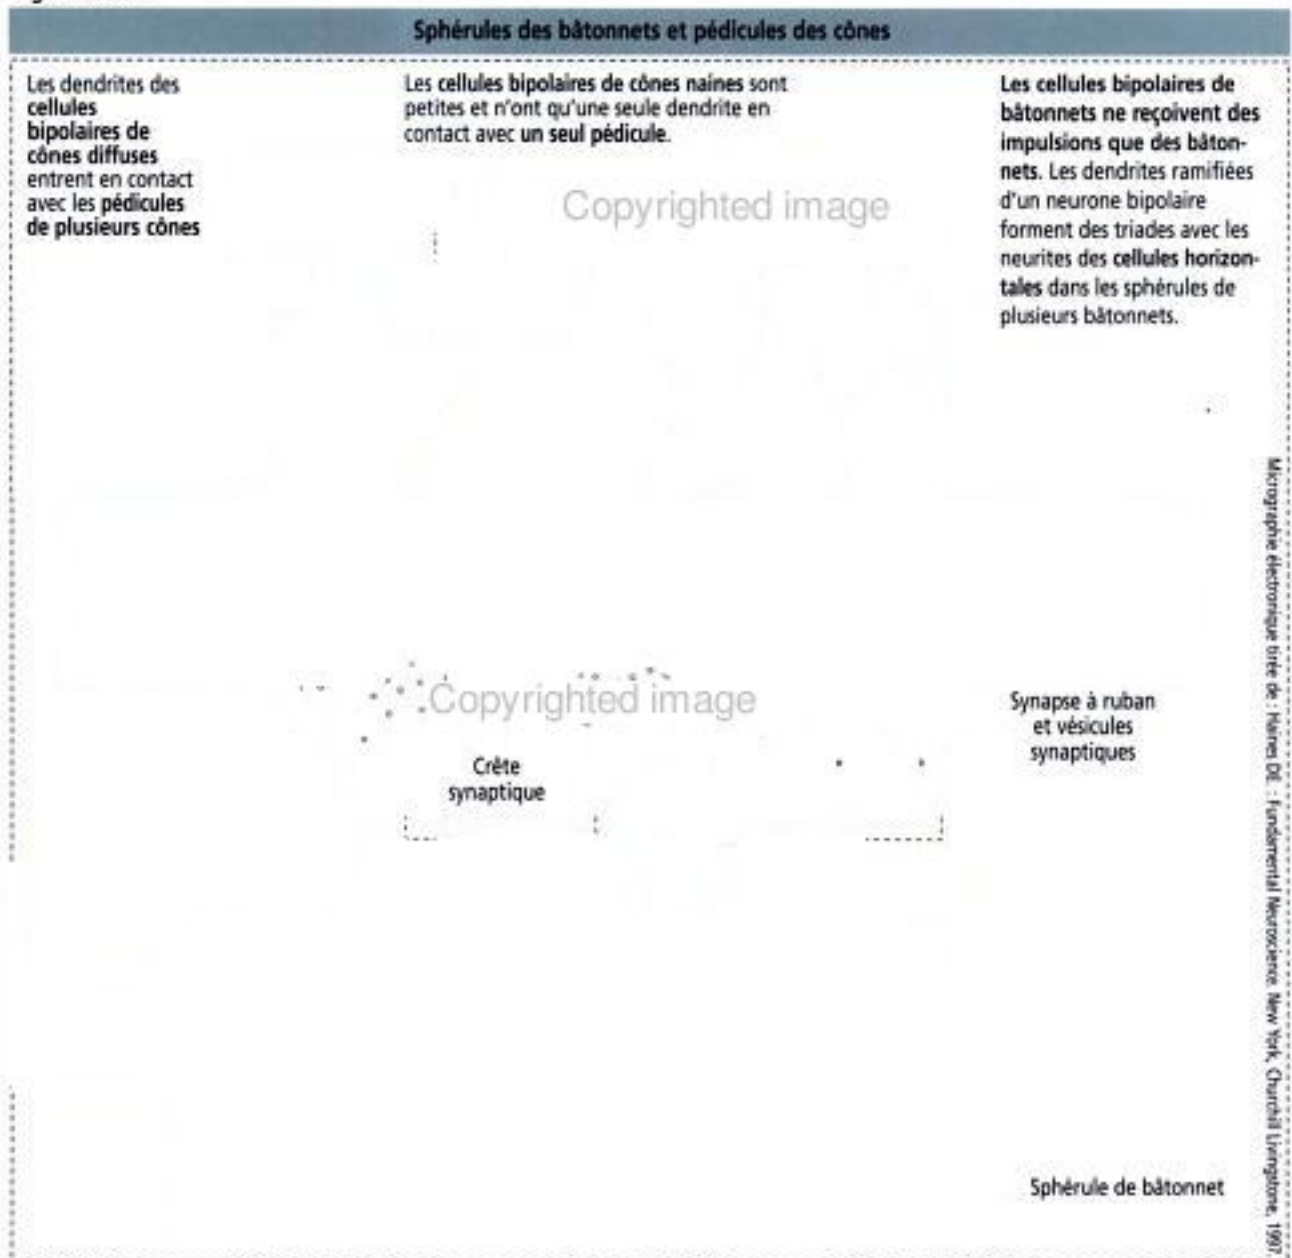 Sphérules des bâtonnets et pédicules des cônes
Les dendrites des
cellules
bipolaires de
cônes diffuses
entrent en contact
avec les pédicules
de plusieurs cônes
Les cellules bipolaires de cônes naines sont
petites et n'ont qu'une seule dendrite en
contact avec un seul pédicule.
Les cellules bipolaires de
bâtonnets ne reçoivent des
impulsions que des bâton-
nets. Les dendrites ramifiées
d'un neurone bipolaire
forment des triades avec les
neurites des cellules horizon-
tales dans les sphérules de
plusieurs bâtonnets.
Copyrighted image
Copyrighted image
Crête
synaptique
Synapse à ruban
et vésicules
synaptiques
Sphérule de bâtonnet
Micrographie électronique tirée de : Haines DE. : Fundamental Neuroscience. New York, Churchill Livingstone, 1997